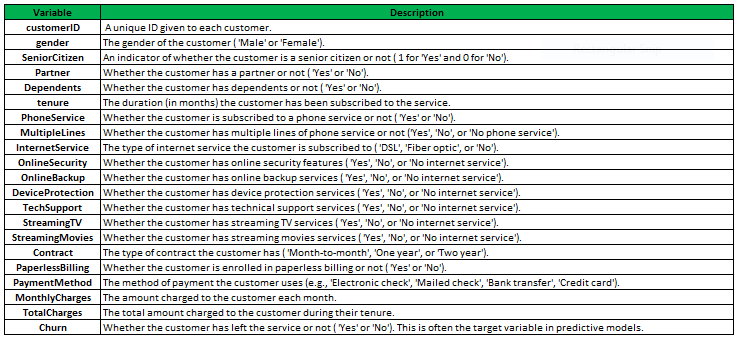 Variable Description
customerID A unique ID given to each customer.
gender The gender of the customer ( 'Male' or 'Female').
SeniorCitizen An indicator of whether the customer is a senior citizen or not ( 1 for 'Yes' and 0 for 'No').
Partner Whether the customer has a partner or not ( 'Yes' or 'No').
Dependents Whether the customer has dependents or not ( 'Yes' or 'No').
tenure The duration (in months) the customer has been subscribed to the service.
PhoneService Whether the customer is subscribed to a phone service or not ( 'Yes' or 'No').
MultipleLines Whether the customer has multiple lines of phone service or not ('Yes', 'No', or 'No phone service').
InternetService The type of internet service the customer is subscribed to ( 'DSL', 'Fiber optic', or 'No').
OnlineSecurity Whether the customer has online security features ( 'Yes', 'No', or 'No internet service').
OnlineBackup Whether the customer has online backup services ( 'Yes', 'No', or 'No internet service').
DeviceProtection Whether the customer has device protection services ( 'Yes', 'No', or 'No internet service').
TechSupport Whether the customer has technical support services ( 'Yes', 'No', or 'No internet service').
StreamingTV Whether the customer has streaming TV services ( 'Yes', 'No', or 'No internet service').
StreamingMovies Whether the customer has streaming movies services ( 'Yes', 'No', or 'No internet service').
Contract The type of contract the customer has ( 'Month-to-month', 'One year', or 'Two year').
PaperlessBilling Whether the customer is enrolled in paperless billing or not ( 'Yes' or 'No').
PaymentMethod The method of payment the customer uses (e.g., 'Electronic check', 'Mailed check', 'Bank transfer', 'Credit card').
MonthlyCharges The amount charged to the customer each month.
TotalCharges The total amount charged to the customer during their tenure.
Churn Whether the customer has left the service or not ( 'Yes' or 'No'). This is often the target variable in predictive models.